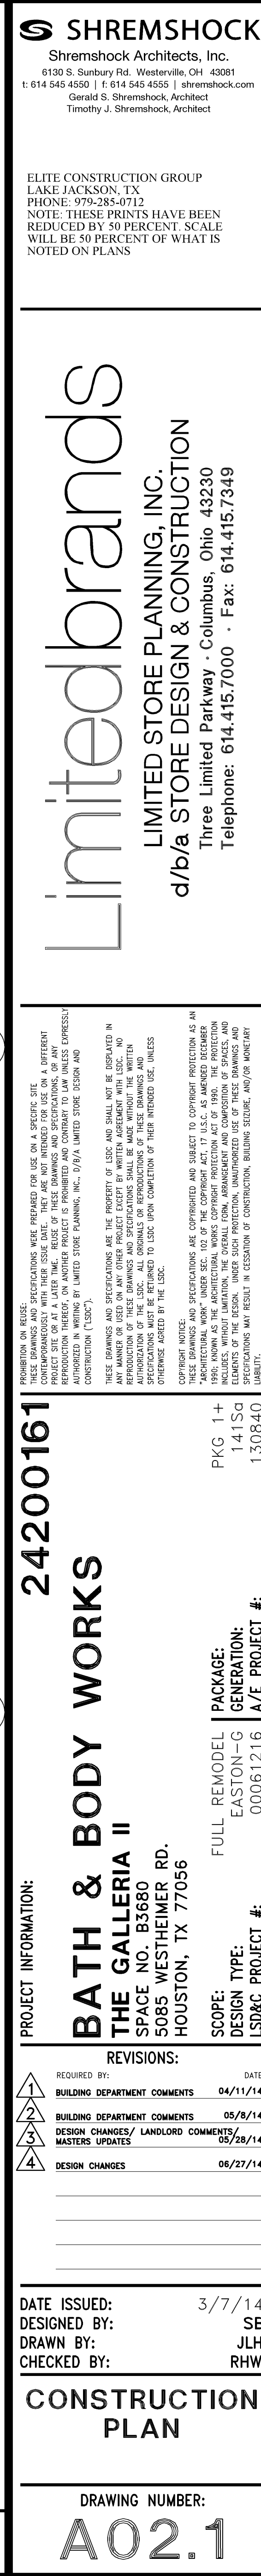 SHREMSHOCK
Shremshock Architects, Inc.
6130 S. Sunbury Rd. Westerville, OH 43081
t: 614 545 4550 | f: 614 545 4555 | shremshock.com
Gerald S. Shremshock, Architect
Timothy J. Shremshock, Architect
ELITE CONSTRUCTION GROUP
LAKE JACKSON, TX
PHONE: 979-285-0712
NOTE: THESE PRINTS HAVE BEEN
REDUCED BY 50 PERCENT. SCALE
WILL BE 50 PERCENT OF WHAT IS
NOTED ON PLANS
Limitedbrands
LIMITED STORE PLANNING, INC.
d/b/a STORE DESIGN & CONSTRUCTION
Three Limited Parkway · Columbus, Ohio 43230
Telephone: 614.415.7000 · Fax: 614.415.7349
PROHIBITION ON REUSE:
THESE DRAWINGS AND SPECIFICATIONS WERE PREPARED FOR USE ON A SPECIFIC SITE
CONTEMPORANEOUSLY WITH THEIR ISSUE DATE. THEY ARE NOT INTENDED FOR USE ON A DIFFERENT
PROJECT SITE OR AT A LATER TIME. REUSE OF THESE DRAWINGS AND SPECIFICATIONS, OR ANY
REPRODUCTION THEREOF, ON ANOTHER PROJECT IS PROHIBITED AND CONTRARY TO LAW UNLESS EXPRESSLY
AUTHORIZED IN WRITING BY LIMITED STORE PLANNING, INC., D/B/A LIMITED STORE DESIGN AND
CONSTRUCTION ("LSDC").
THESE DRAWINGS AND SPECIFICATIONS ARE THE PROPERTY OF LSDC AND SHALL NOT BE DISPLAYED IN
ANY MANNER OR USED ON ANY OTHER PROJECT EXCEPT BY WRITTEN AGREEMENT WITH LSDC. NO
REPRODUCTION OF THESE DRAWINGS AND SPECIFICATIONS SHALL BE MADE WITHOUT THE WRITTEN
AUTHORIZATION OF THE LSDC. ALL ORIGINALS OR REPRODUCTIONS OF THESE DRAWINGS AND
SPECIFICATIONS MUST BE RETURNED TO LSDC UPON COMPLETION OF THEIR INTENDED USE, UNLESS
OTHERWISE AGREED BY THE LSDC.
COPYRIGHT NOTICE:
THESE DRAWINGS AND SPECIFICATIONS ARE COPYRIGHTED AND SUBJECT TO COPYRIGHT PROTECTION AS AN
"ARCHITECTURAL WORK" UNDER SEC. 102 OF THE COPYRIGHT ACT, 17 U.S.C. AS AMENDED DECEMBER
1990; KNOWN AS THE ARCHITECTURAL WORKS COPYRIGHT PROTECTION ACT OF 1990. THE PROTECTION
INCLUDES, WITHOUT LIMITATION, THE OVERALL FORM, ARRANGEMENT AND COMPOSITION OF SPACES, AND
ELEMENTS OF THE DESIGN. UNDER SUCH PROTECTION, UNAUTHORIZED USE OF THESE DRAWINGS AND
SPECIFICATIONS MAY RESULT IN CESSATION OF CONSTRUCTION, BUILDING SEIZURE, AND/OR MONETARY
LIABILITY.
PROJECT INFORMATION: 24200161
BATH & BODY WORKS
THE GALLERIA II
SPACE NO. B3680
5085 WESTHEIMER RD.
HOUSTON, TX 77056
SCOPE: FULL REMODEL PACKAGE: PKG 1+
DESIGN TYPE: EASTON-G GENERATION: 141Sa
LSD&C PROJECT #: 00061216 A/E PROJECT #: 130840
REVISIONS:
REQUIRED BY: DATE
1 BUILDING DEPARTMENT COMMENTS 04/11/14
2 BUILDING DEPARTMENT COMMENTS 05/8/14
3 DESIGN CHANGES/ LANDLORD COMMENTS/
MASTERS UPDATES 05/28/14
4 DESIGN CHANGES 06/27/14
DATE ISSUED: 3/7/14
DESIGNED BY: SB
DRAWN BY: JLH
CHECKED BY: RHW
CONSTRUCTION
PLAN
DRAWING NUMBER:
A02.1